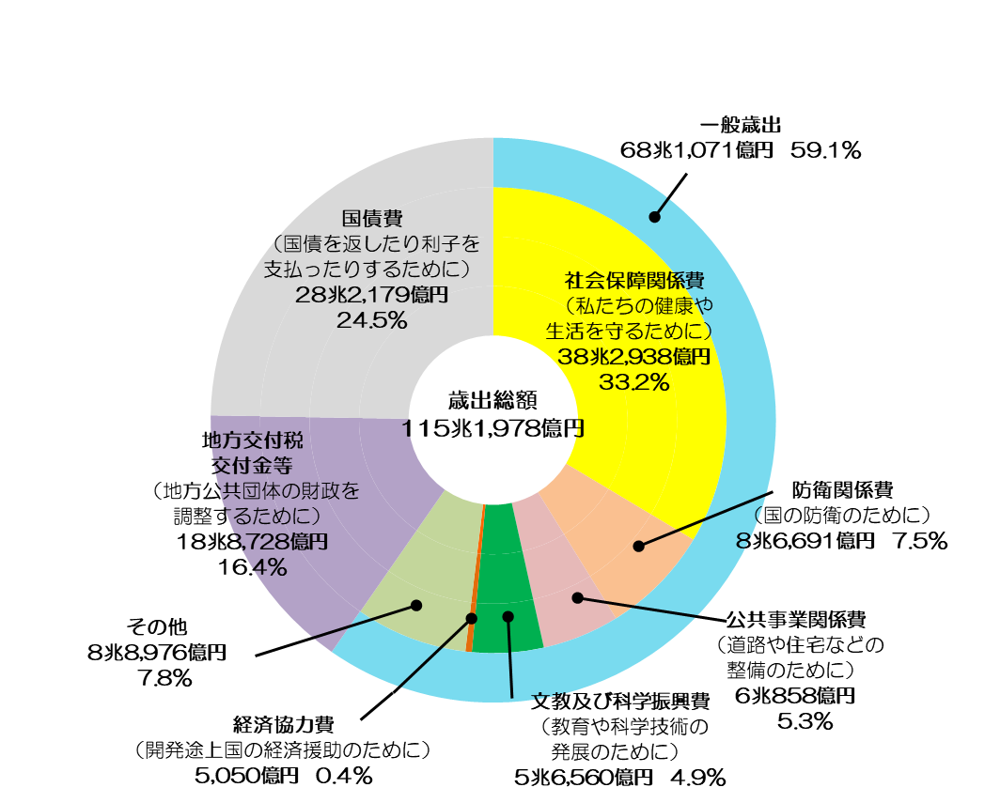 一般歳出
68兆1,071億円　59.1%
国債費
（国債を返したり利子を
支払ったりするために）
28兆2,179億円
24.5%
社会保障関係費
（私たちの健康や
生活を守るために）
38兆2,938億円
33.2%
歳出総額
115兆1,978億円
地方交付税
交付金等
（地方公共団体の財政を
調整するために）
18兆8,728億円
16.4%
防衛関係費
（国の防衛のために）
8兆6,691億円　7.5%
公共事業関係費
（道路や住宅などの
整備のために）
6兆858億円
5.3%
その他
8兆8,976億円
7.8%
文教及び科学振興費
（教育や科学技術の
発展のために）
5兆6,560億円　4.9%
経済協力費
（開発途上国の経済援助のために）
5,050億円　0.4%